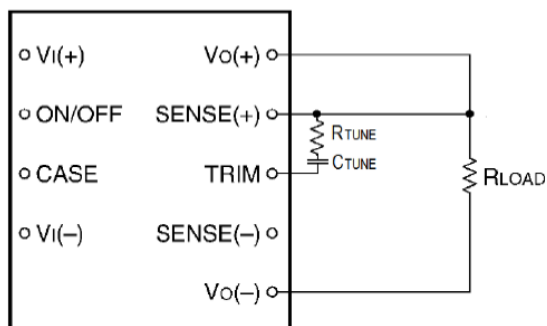 VI(+) VO(+)
ON/OFF SENSE(+)
RTUNE
CTUNE
CASE TRIM
RLOAD
VI(–) SENSE(–)
VO(–)